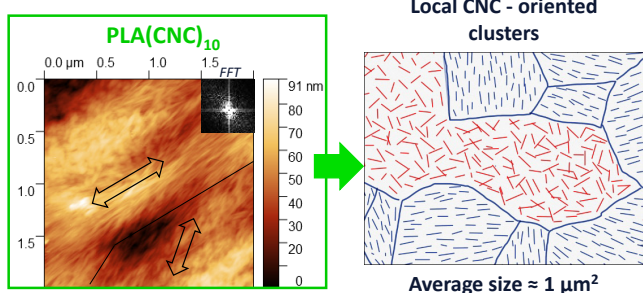 PLA(CNC)10
0.0 µm
0.5
1.0
1.5
FFT
0.0
0.5
1.0
1.5
91 nm
80
70
60
50
40
30
20
10
0
Local CNC - oriented
clusters
Average size ≈ 1 µm²